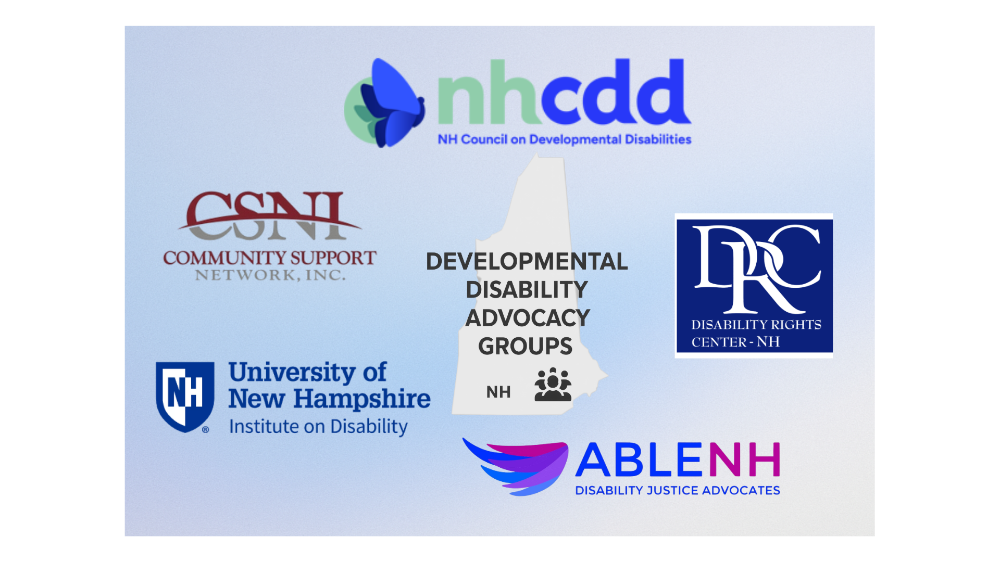 nhcdd
NH Council on Developmental Disabilities
CSNI
COMMUNITY SUPPORT
NETWORK, INC.
DEVELOPMENTAL
DISABILITY
ADVOCACY
GROUPS
NH
DRC
DISABILITY RIGHTS
CENTER - NH
NH
®
University of
New Hampshire
Institute on Disability
ABLENH
DISABILITY JUSTICE ADVOCATES